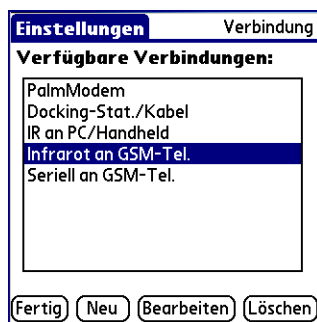 Einstellungen Verbindung
Verfügbare Verbindungen:
PalmModem
Docking-Stat./Kabel
IR an PC/Handheld
Infrarot an GSM-Tel.
Seriell an GSM-Tel.
Fertig Neu Bearbeiten Löschen